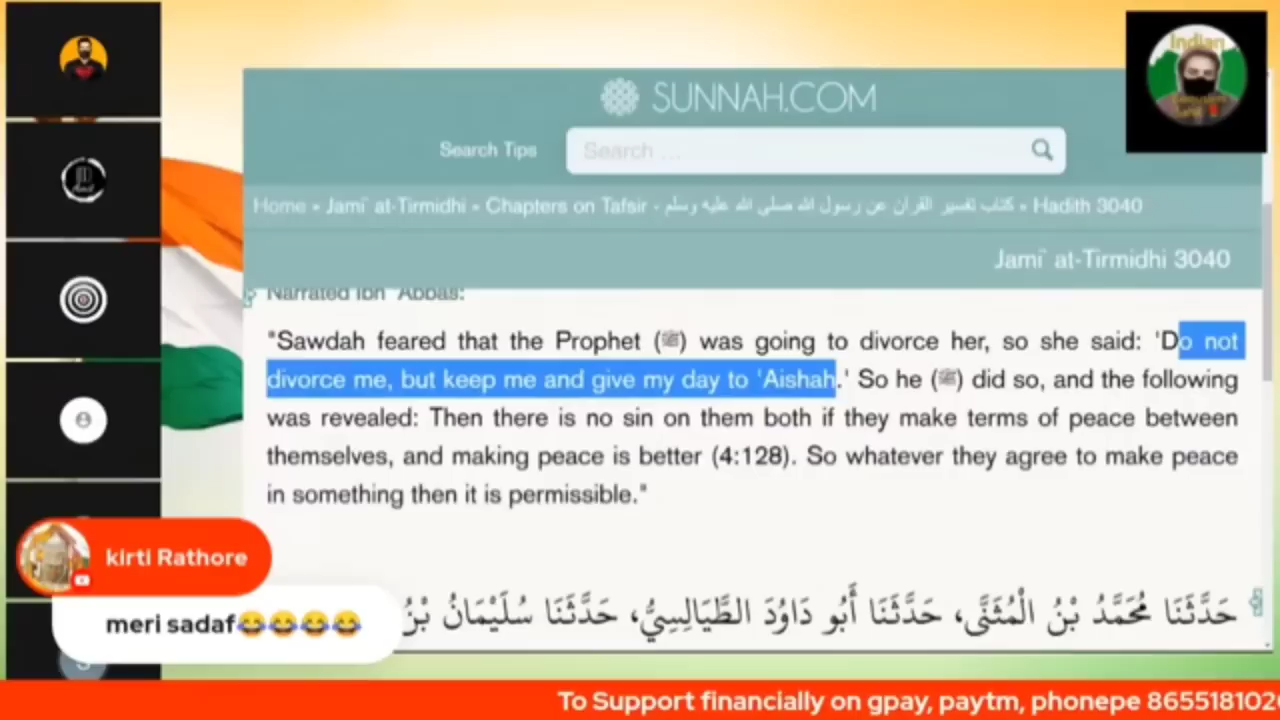 Indian
SUNNAH.COM
Search Tips
Search ...
Home » Jami` at-Tirmidhi » Chapters on Tafsir - كتاب تفسير القرآن عن رسول الله صلى الله عليه وسلم » Hadith 3040
Jami` at-Tirmidhi 3040
Narrated Ibn 'Abbas:
"Sawdah feared that the Prophet (ﷺ) was going to divorce her, so she said: 'Do not
divorce me, but keep me and give my day to 'Aishah.' So he (ﷺ) did so, and the following
was revealed: Then there is no sin on them both if they make terms of peace between
themselves, and making peace is better (4:128). So whatever they agree to make peace
in something then it is permissible."
kirti Rathore
حَدَّثَنَا مُحَمَّدُ بْنُ الْمُثَنَّى، حَدَّثَنَا أَبُو دَاوُدَ الطَّيَالِسِيُّ، حَدَّثَنَا سُلَيْمَانُ بْنُ
meri sadaf😂😂😂😂
S
To Support financially on gpay, paytm, phonepe 865518102